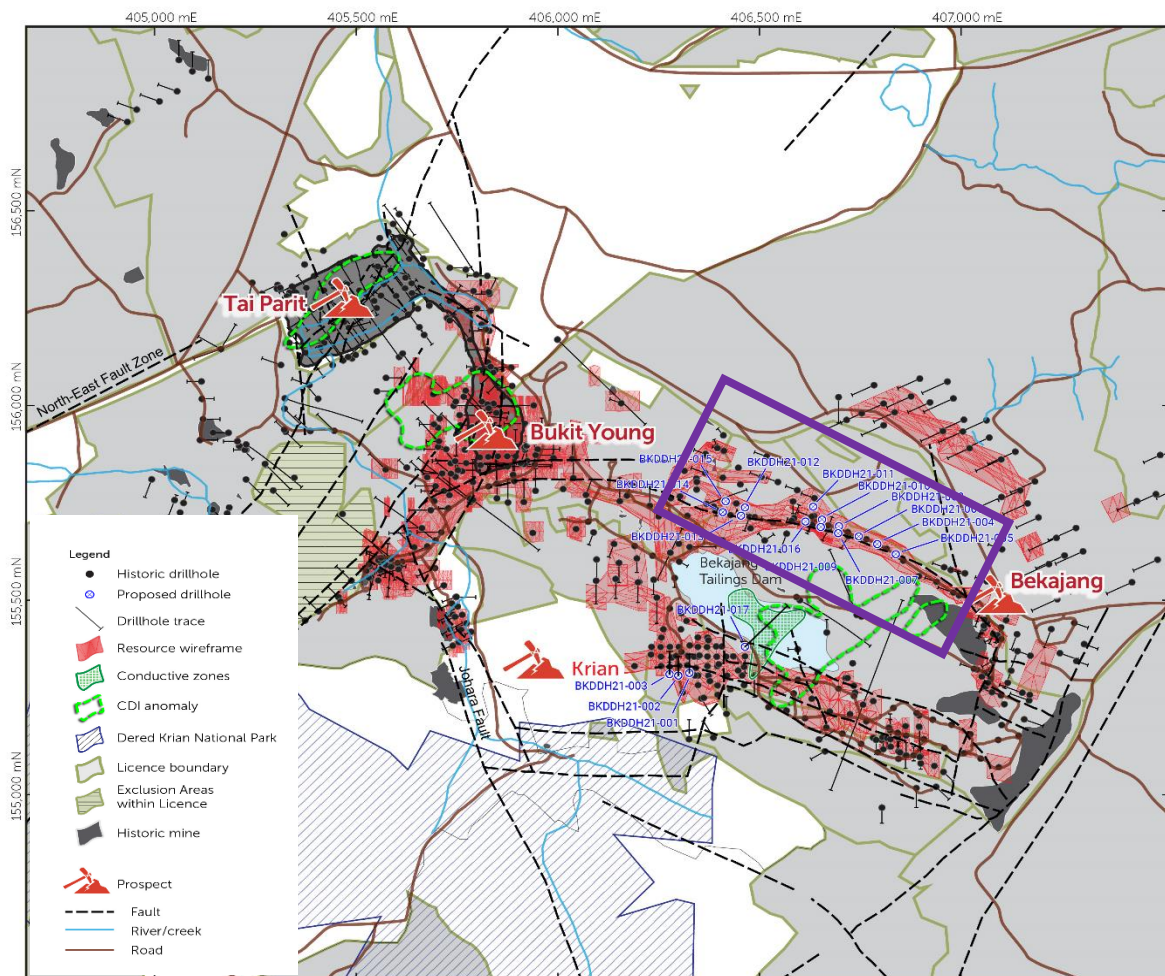 405,000 mE
405,500 mE
406,000 mE
406,500 mE
407,000 mE
156,500 mN
156,000 mN
155,500 mN
155,000 mN
Tai Parit
North-East Fault Zone
Bukit Young
BKDDH21-015
BKDDH21-012
BKDDH21-011
BKDDH21-014
BKDDH21-004
BKDDH21-016
BKDDH21-009
BKDDH21-007
Bekajang
Tailings Dam
Bekajang
BKDDH21-017
Krian
BKDDH21-003
BKDDH21-002
BKDDH21-001
Johara Fault
Legend
Historic drillhole
Proposed drillhole
Drillhole trace
Resource wireframe
Conductive zones
CDI anomaly
Dered Krian National Park
Licence boundary
Exclusion Areas
within Licence
Historic mine
Prospect
Fault
River/creek
Road